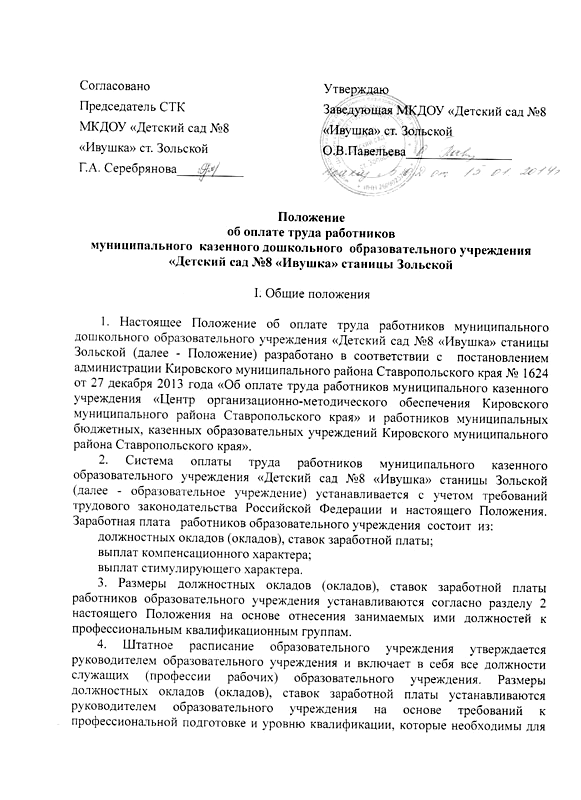 Согласовано
Председатель СТК
МКДОУ «Детский сад №8
«Ивушка» ст. Зольской
Г.А. Серебрянова__________
Утверждаю
Заведующая МКДОУ «Детский сад №8
«Ивушка» ст. Зольской
О.В.Павельева________________
от 15 01 2014г
Положение
об оплате труда работников
муниципального казенного дошкольного образовательного учреждения
«Детский сад №8 «Ивушка» станицы Зольской
I. Общие положения
1. Настоящее Положение об оплате труда работников муниципального
дошкольного образовательного учреждения «Детский сад №8 «Ивушка» станицы
Зольской (далее - Положение) разработано в соответствии с постановлением
администрации Кировского муниципального района Ставропольского края № 1624
от 27 декабря 2013 года «Об оплате труда работников муниципального казенного
учреждения «Центр организационно-методического обеспечения Кировского
муниципального района Ставропольского края» и работников муниципальных
бюджетных, казенных образовательных учреждений Кировского муниципального
района Ставропольского края».
2. Система оплаты труда работников муниципального казенного
образовательного учреждения «Детский сад №8 «Ивушка» станицы Зольской
(далее - образовательное учреждение) устанавливается с учетом требований
трудового законодательства Российской Федерации и настоящего Положения.
Заработная плата работников образовательного учреждения состоит из:
должностных окладов (окладов), ставок заработной платы;
выплат компенсационного характера;
выплат стимулирующего характера.
3. Размеры должностных окладов (окладов), ставок заработной платы
работников образовательного учреждения устанавливаются согласно разделу 2
настоящего Положения на основе отнесения занимаемых ими должностей к
профессиональным квалификационным группам.
4. Штатное расписание образовательного учреждения утверждается
руководителем образовательного учреждения и включает в себя все должности
служащих (профессии рабочих) образовательного учреждения. Размеры
должностных окладов (окладов), ставок заработной платы устанавливаются
руководителем образовательного учреждения на основе требований к
профессиональной подготовке и уровню квалификации, которые необходимы для